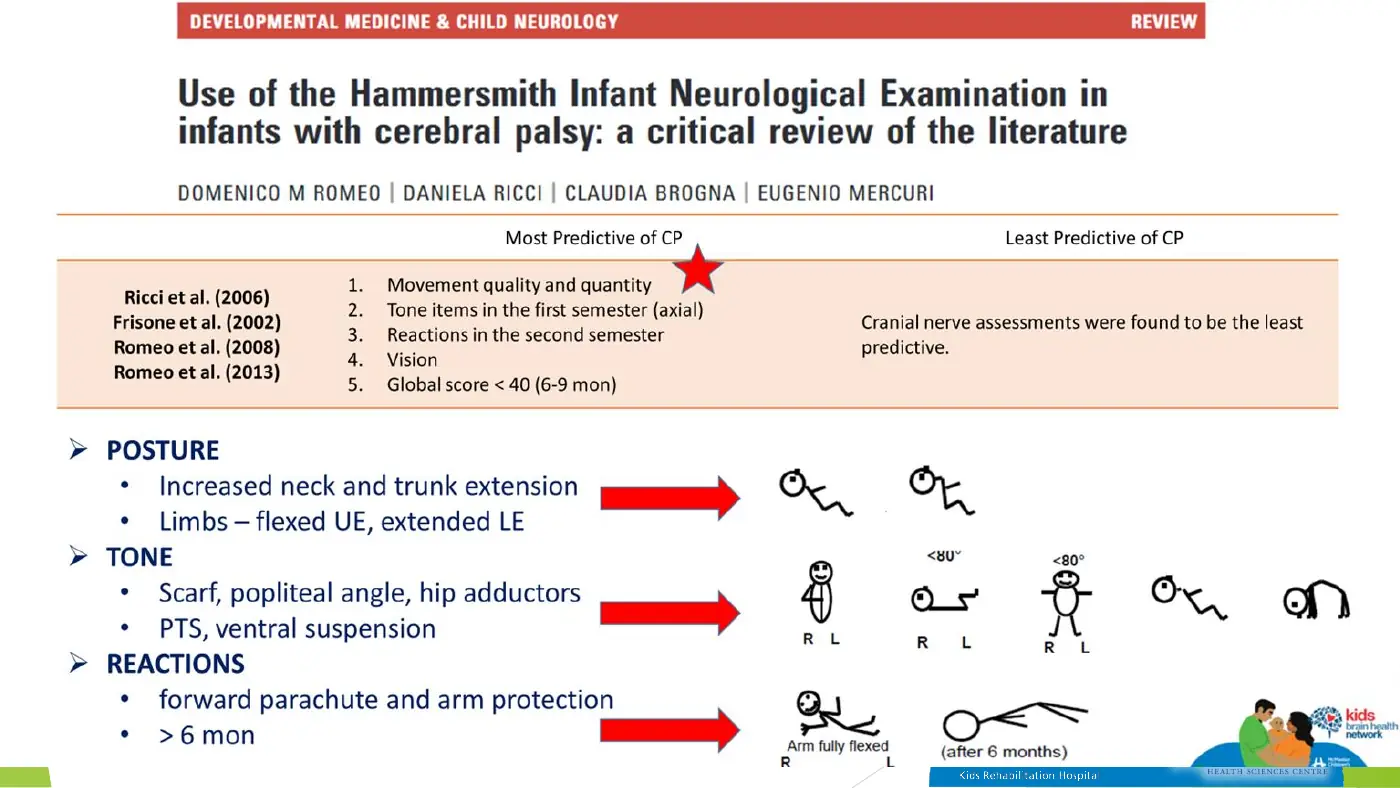 DEVELOPMENTAL MEDICINE & CHILD NEUROLOGY REVIEW
Use of the Hammersmith Infant Neurological Examination in
infants with cerebral palsy: a critical review of the literature
DOMENICO M ROMEO | DANIELA RICCI | CLAUDIA BROGNA | EUGENIO MERCURI
Most Predictive of CP Least Predictive of CP
Ricci et al. (2006)
Frisone et al. (2002)
Romeo et al. (2008)
Romeo et al. (2013)
1. Movement quality and quantity
2. Tone items in the first semester (axial)
3. Reactions in the second semester
4. Vision
5. Global score < 40 (6-9 mon)
Cranial nerve assessments were found to be the least
predictive.
POSTURE
• Increased neck and trunk extension
• Limbs – flexed UE, extended LE
TONE
• Scarf, popliteal angle, hip adductors
• PTS, ventral suspension
<80° <80°
R L R L R L
REACTIONS
• forward parachute and arm protection
• > 6 mon
Arm fully flexed
R L
(after 6 months)
kids
brain health
network
Kids Rehabilitation Hospital
HEALTH SCIENCES CENTRE